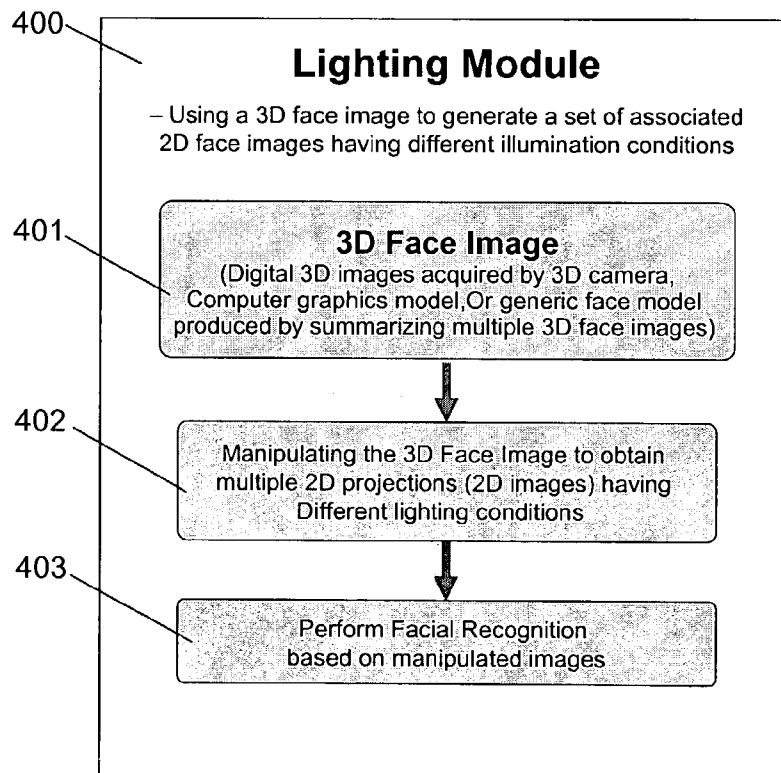 400
Lighting Module
– Using a 3D face image to generate a set of associated
2D face images having different illumination conditions
401
3D Face Image
(Digital 3D images acquired by 3D camera,
Computer graphics model,Or generic face model
produced by summarizing multiple 3D face images)
402
Manipulating the 3D Face Image to obtain
multiple 2D projections (2D images) having
Different lighting conditions
403
Perform Facial Recognition
based on manipulated images